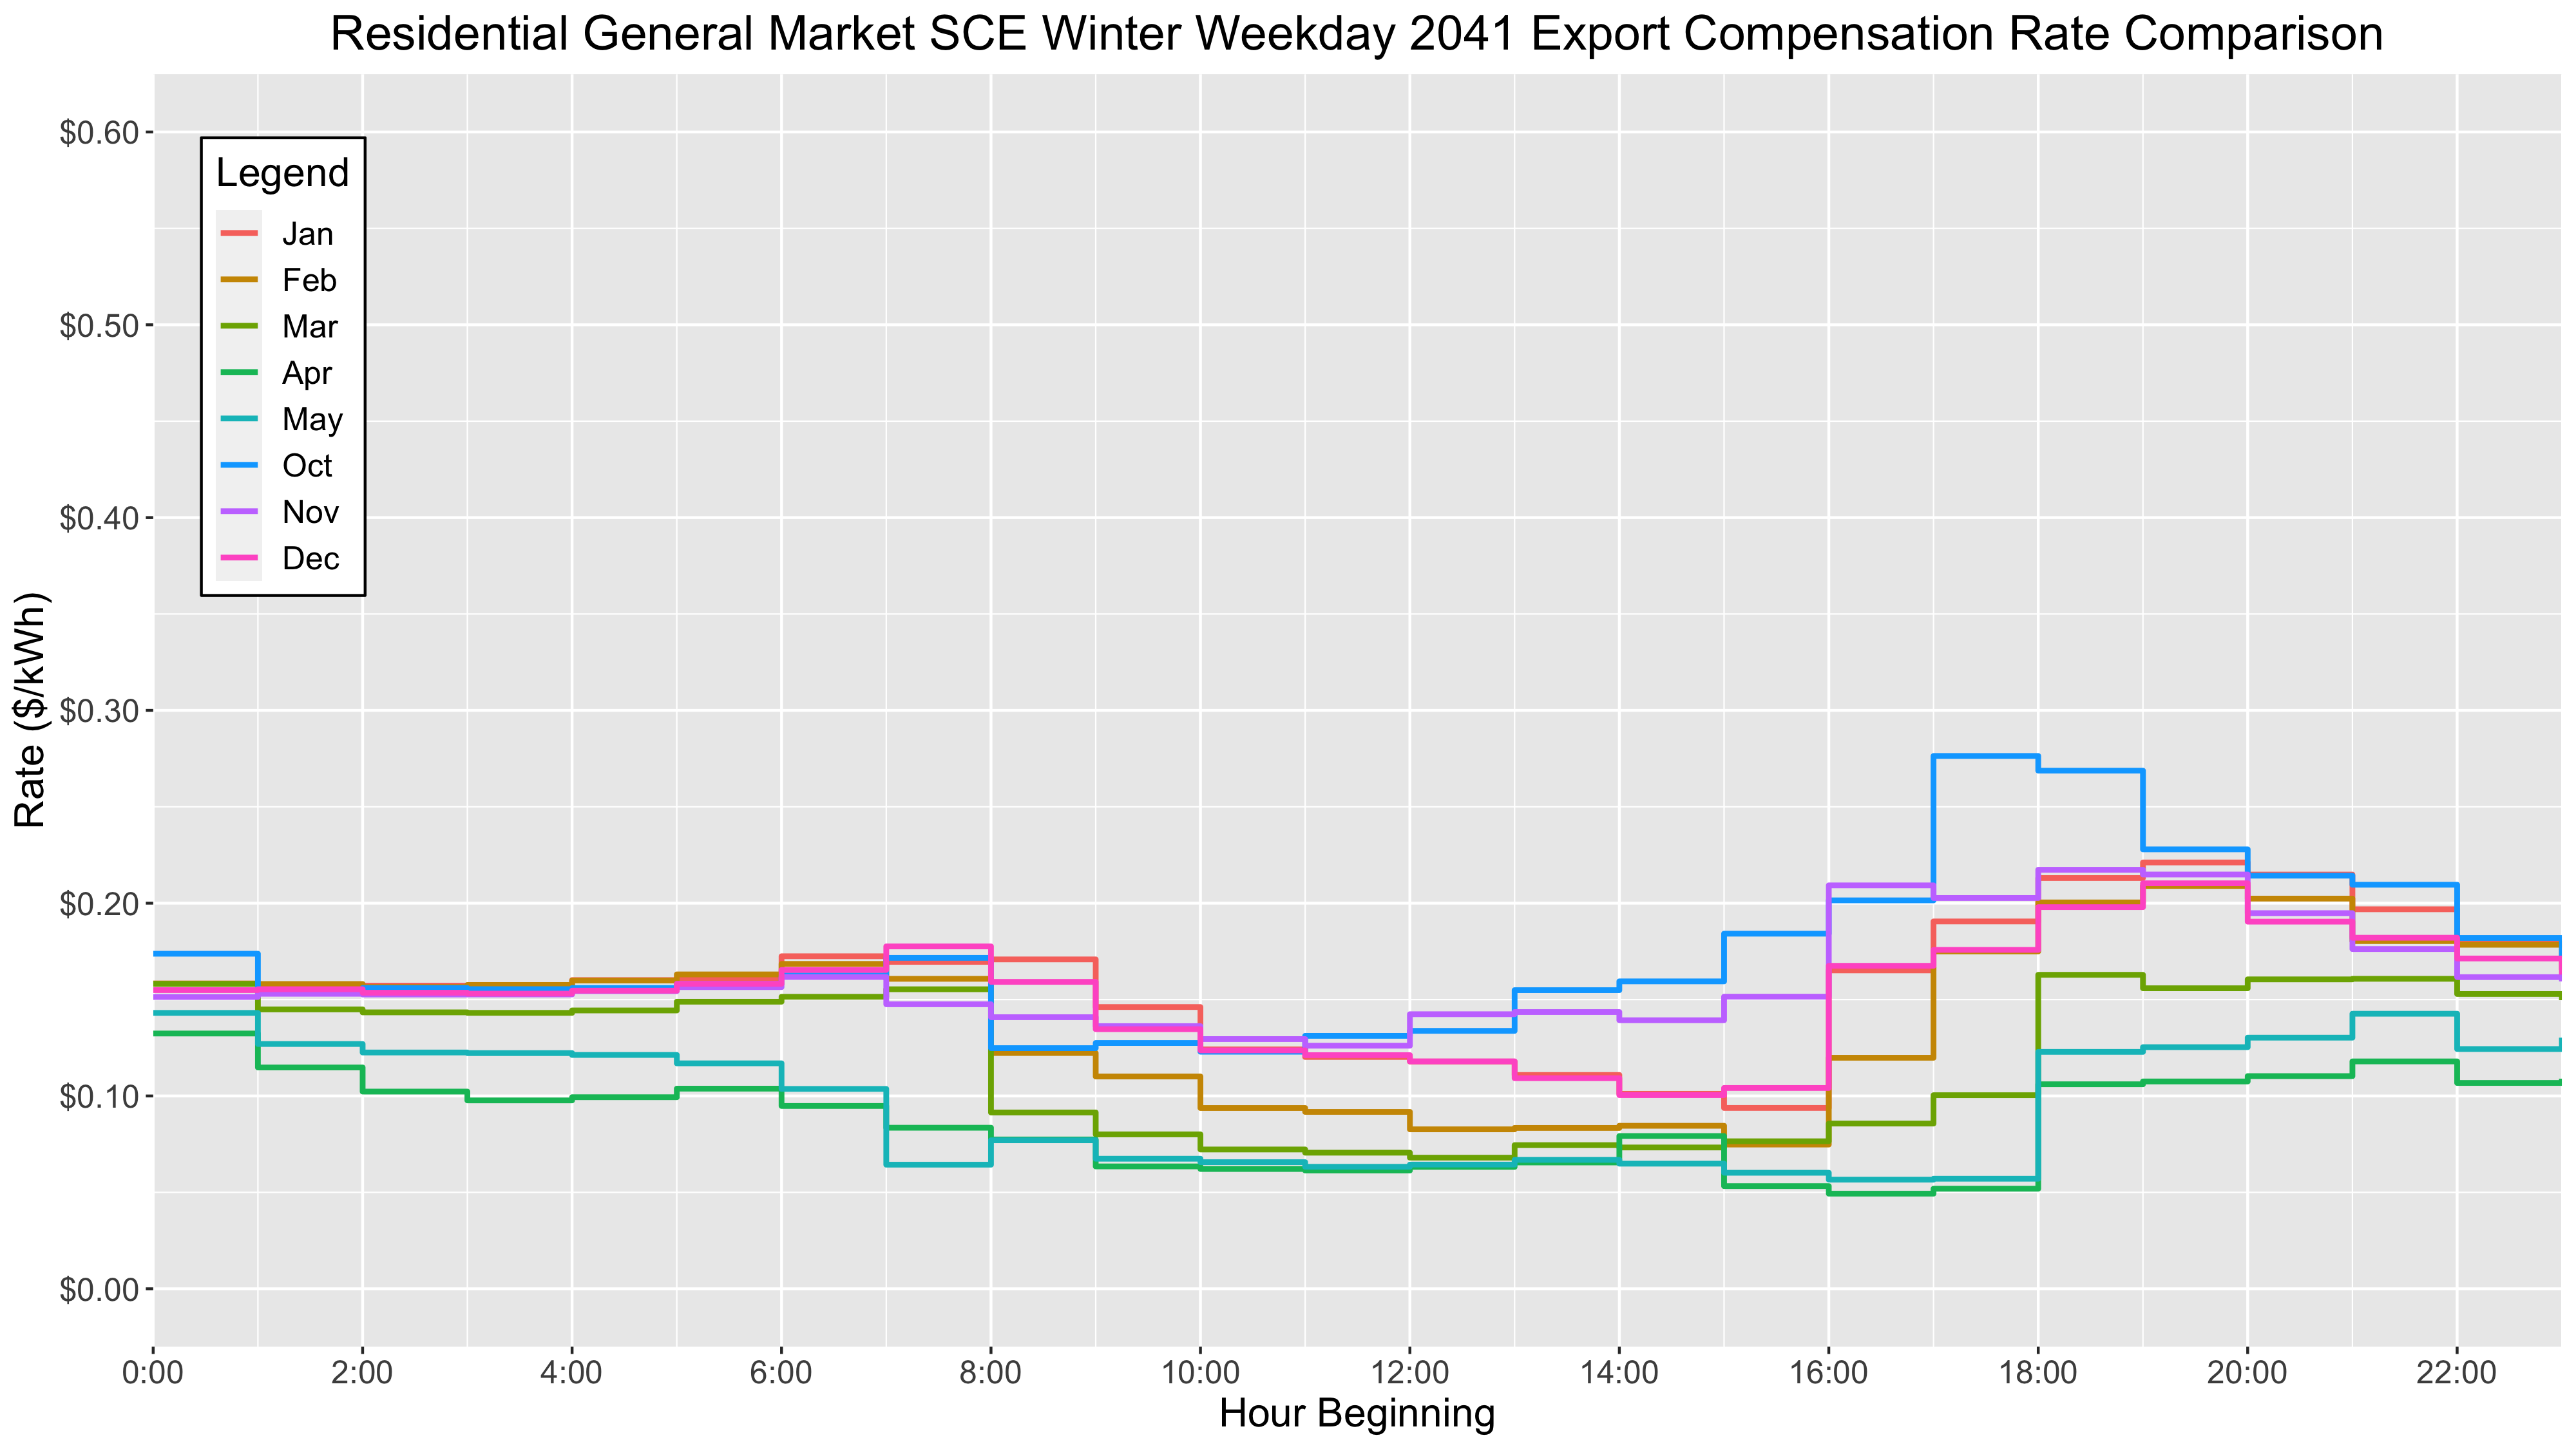 Residential General Market SCE Winter Weekday 2041 Export Compensation Rate Comparison
Legend
Jan
Feb
Mar
Apr
May
Oct
Nov
Dec
Rate ($/kWh)
$0.60
$0.50
$0.40
$0.30
$0.20
$0.10
$0.00
0:00 2:00 4:00 6:00 8:00 10:00 12:00 14:00 16:00 18:00 20:00 22:00
Hour Beginning